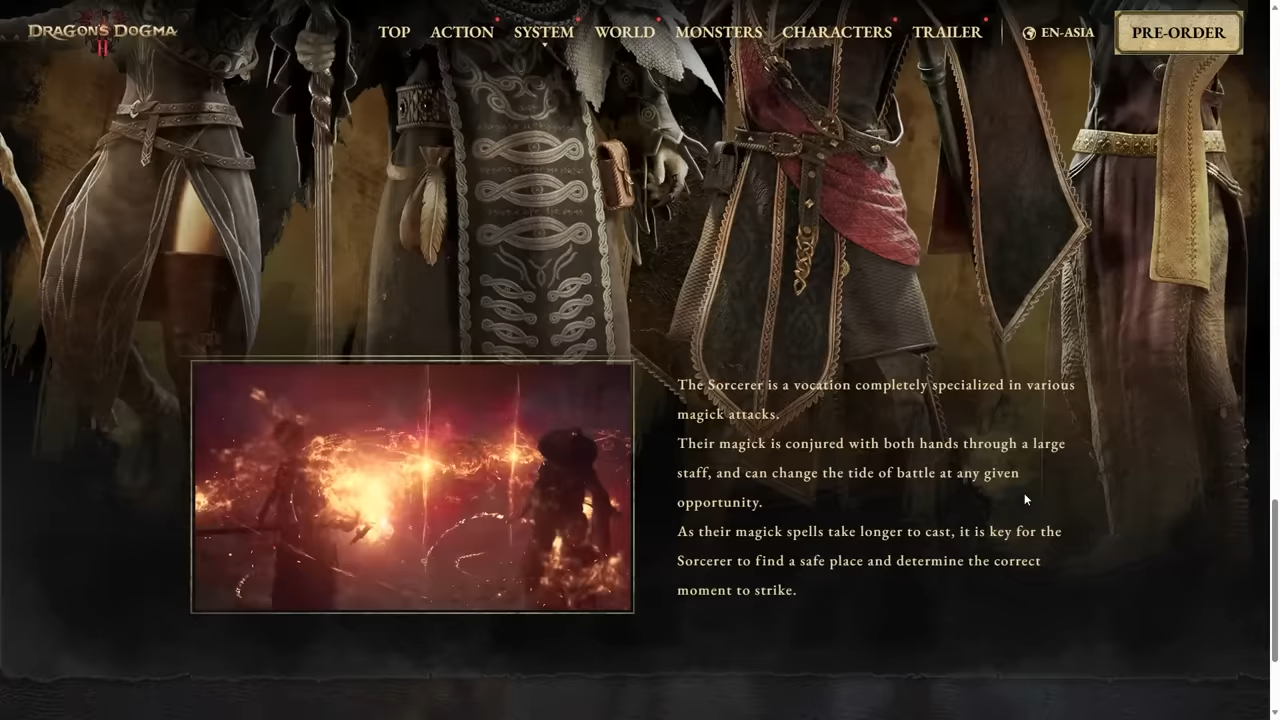 DRAGON'S DOGMA
II
TOP
ACTION
SYSTEM
WORLD
MONSTERS
CHARACTERS
TRAILER
EN-ASIA
PRE-ORDER
The Sorcerer is a vocation completely specialized in various
magick attacks.
Their magick is conjured with both hands through a large
staff, and can change the tide of battle at any given
opportunity.
As their magick spells take longer to cast, it is key for the
Sorcerer to find a safe place and determine the correct
moment to strike.